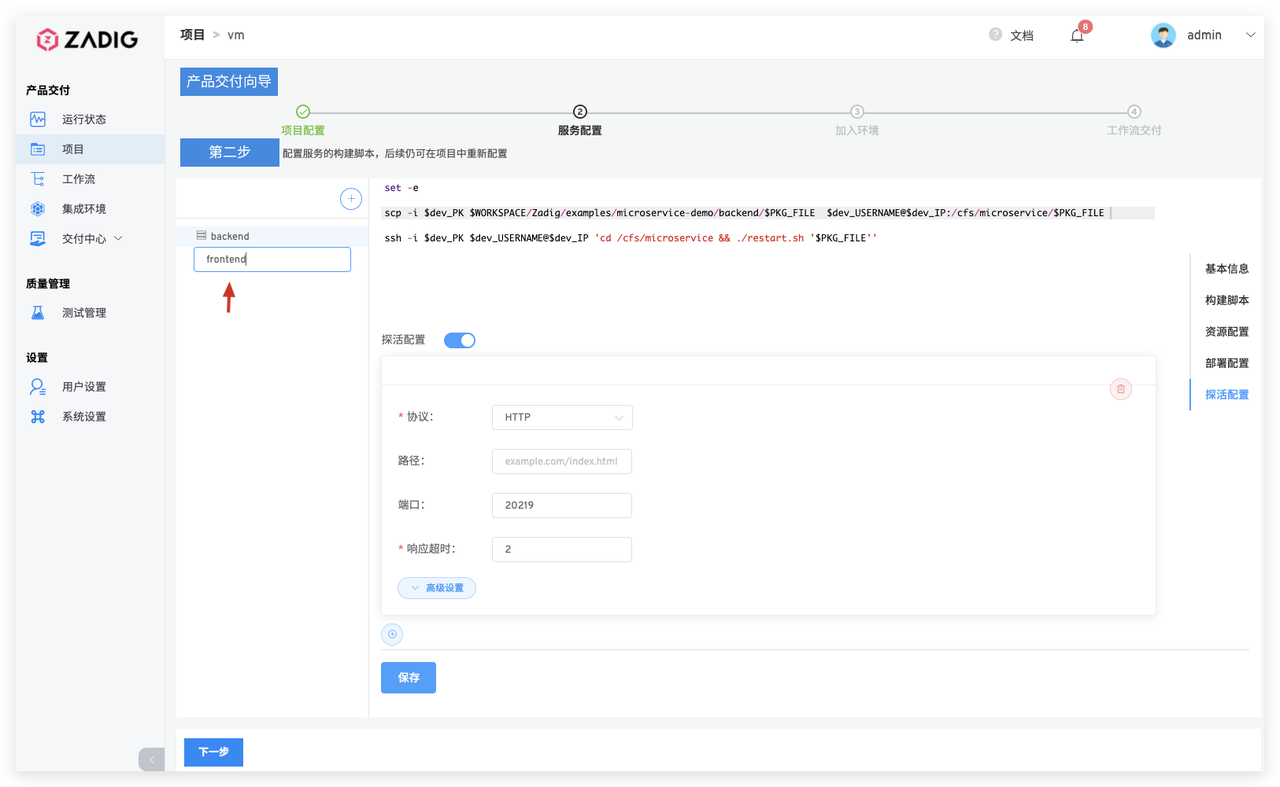 ZADIG
项目 > vm
文档
8
admin
产品交付
运行状态
项目
工作流
集成环境
交付中心
质量管理
测试管理
设置
用户设置
系统设置
产品交付向导
2
3
4
项目配置
服务配置
加入环境
工作流交付
第二步
配置服务的构建脚本，后续仍可在项目中重新配置
backend
frontend
set -e
scp -i $dev_PK $WORKSPACE/Zadig/examples/microservice-demo/backend/$PKG_FILE  $dev_USERNAME@$dev_IP:/cfs/microservice/$PKG_FILE
ssh -i $dev_PK $dev_USERNAME@$dev_IP 'cd /cfs/microservice && ./restart.sh '$PKG_FILE''
探活配置
* 协议：
HTTP
路径：
example.com/index.html
端口：
20219
* 响应超时：
2
高级设置
保存
基本信息
构建脚本
资源配置
部署配置
探活配置
下一步